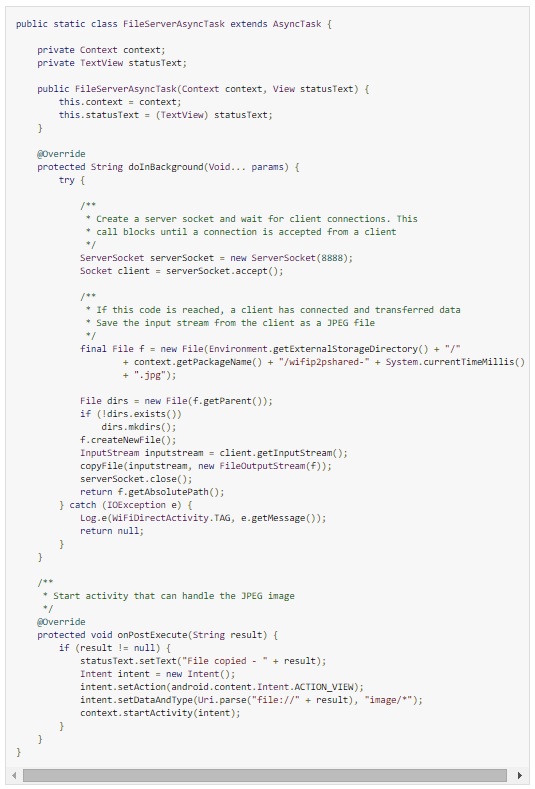 public static class FileServerAsyncTask extends AsyncTask {

    private Context context;
    private TextView statusText;

    public FileServerAsyncTask(Context context, View statusText) {
        this.context = context;
        this.statusText = (TextView) statusText;
    }

    @Override
    protected String doInBackground(Void... params) {
        try {

            /**
             * Create a server socket and wait for client connections. This
             * call blocks until a connection is accepted from a client
             */
            ServerSocket serverSocket = new ServerSocket(8888);
            Socket client = serverSocket.accept();

            /**
             * If this code is reached, a client has connected and transferred data
             * Save the input stream from the client as a JPEG file
             */
            final File f = new File(Environment.getExternalStorageDirectory() + "/"
                    + context.getPackageName() + "/wifip2pshared-" + System.currentTimeMillis()
                    + ".jpg");

            File dirs = new File(f.getParent());
            if (!dirs.exists())
                dirs.mkdirs();
            f.createNewFile();
            InputStream inputstream = client.getInputStream();
            copyFile(inputstream, new FileOutputStream(f));
            serverSocket.close();
            return f.getAbsolutePath();
        } catch (IOException e) {
            Log.e(WiFiDirectActivity.TAG, e.getMessage());
            return null;
        }
    }

    /**
     * Start activity that can handle the JPEG image
     */
    @Override
    protected void onPostExecute(String result) {
        if (result != null) {
            statusText.setText("File copied - " + result);
            Intent intent = new Intent();
            intent.setAction(android.content.Intent.ACTION_VIEW);
            intent.setDataAndType(Uri.parse("file://" + result), "image/*");
            context.startActivity(intent);
        }
    }
}